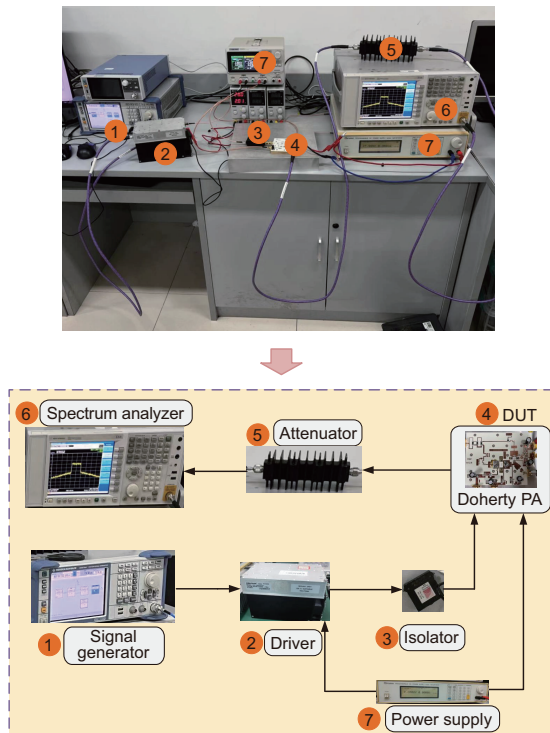 7
5
6
1
2
3
4
7
6 Spectrum analyzer
5 Attenuator
4 DUT
Doherty PA
1 Signal
generator
2 Driver
3 Isolator
7 Power supply